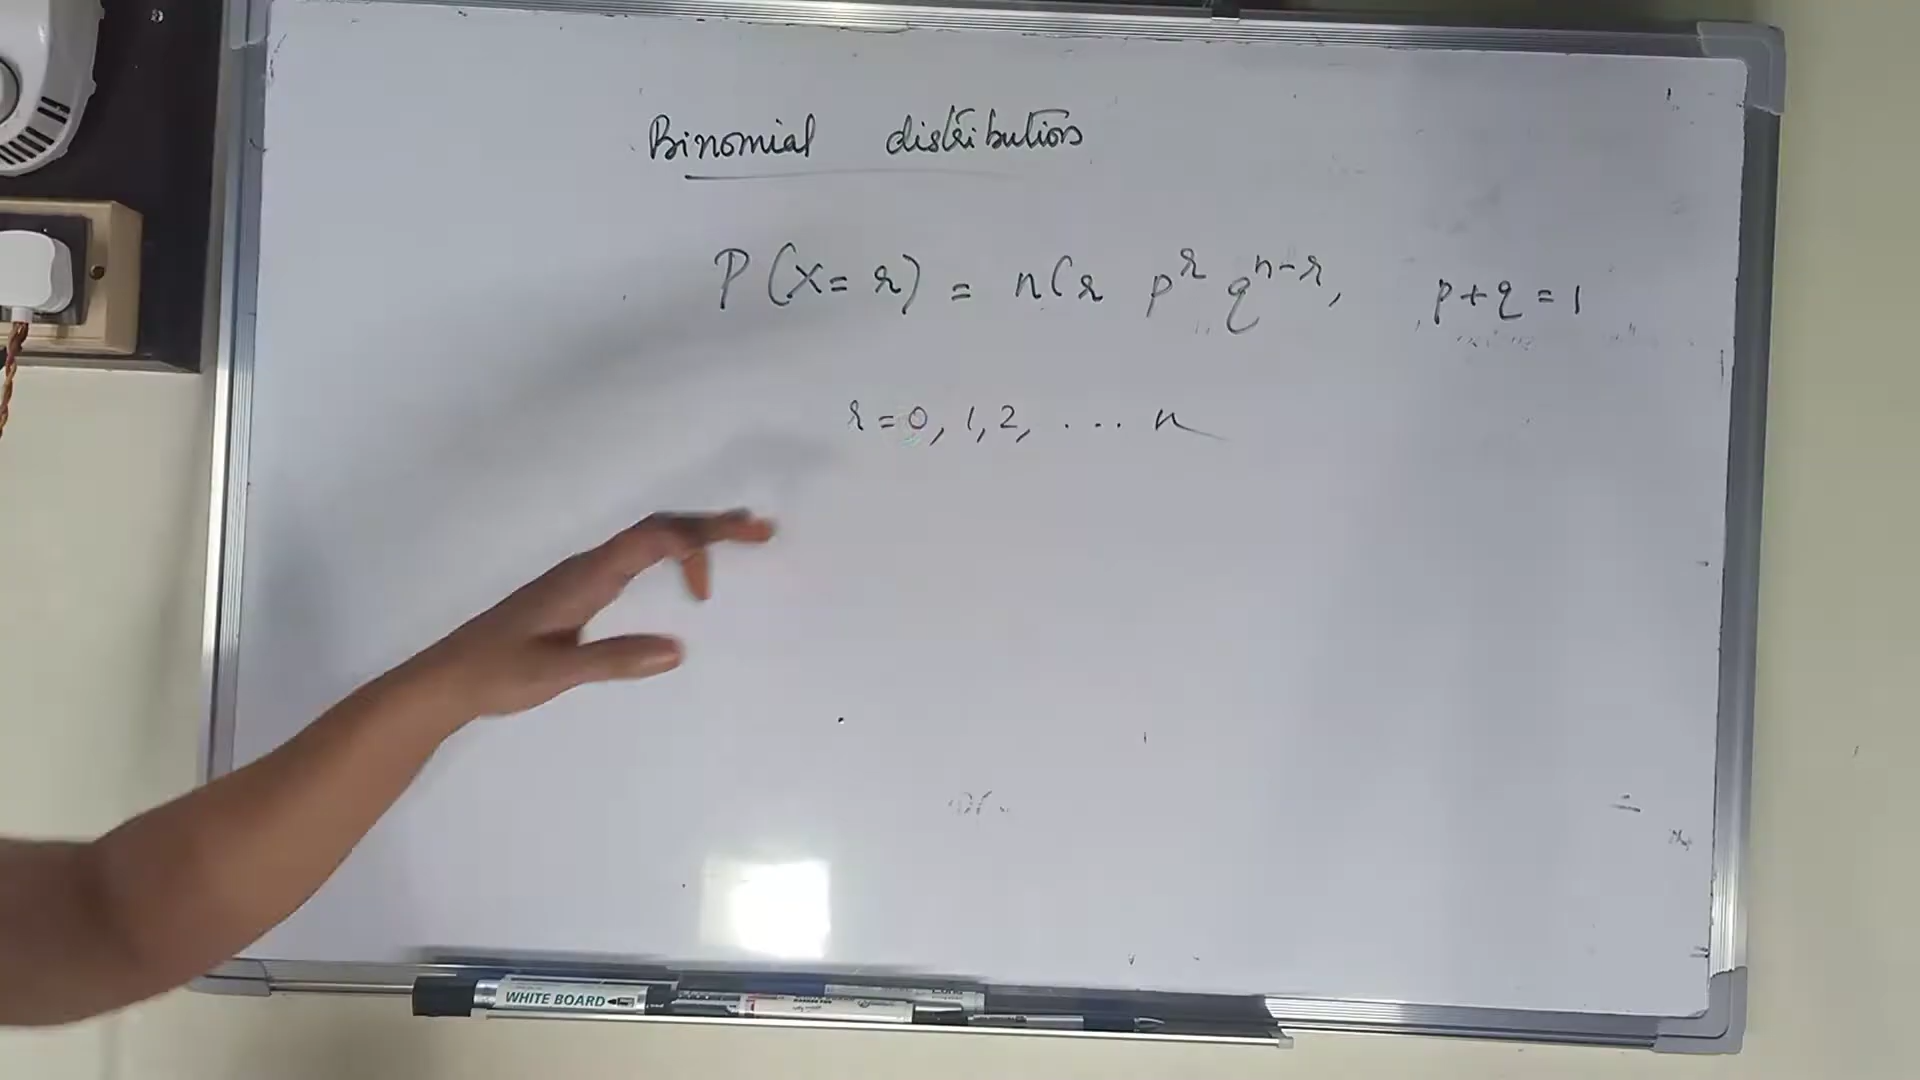 Binomial distribution
P(X=r) = nCr p^r q^{n-r}, p+q=1
r=0, 1, 2, .... n
WHITE BOARD